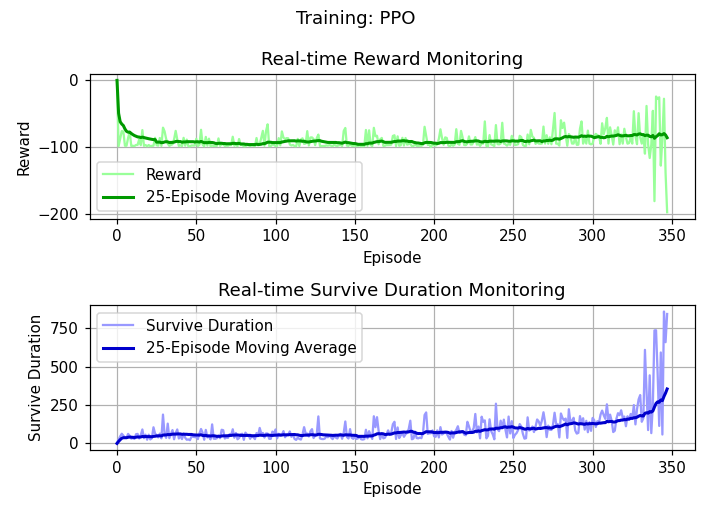 Training: PPO
Real-time Reward Monitoring
0
−100
−200
Reward
Reward
25-Episode Moving Average
0 50 100 150 200 250 300 350
Episode
Real-time Survive Duration Monitoring
750
500
250
0
Survive Duration
Survive Duration
25-Episode Moving Average
0 50 100 150 200 250 300 350
Episode